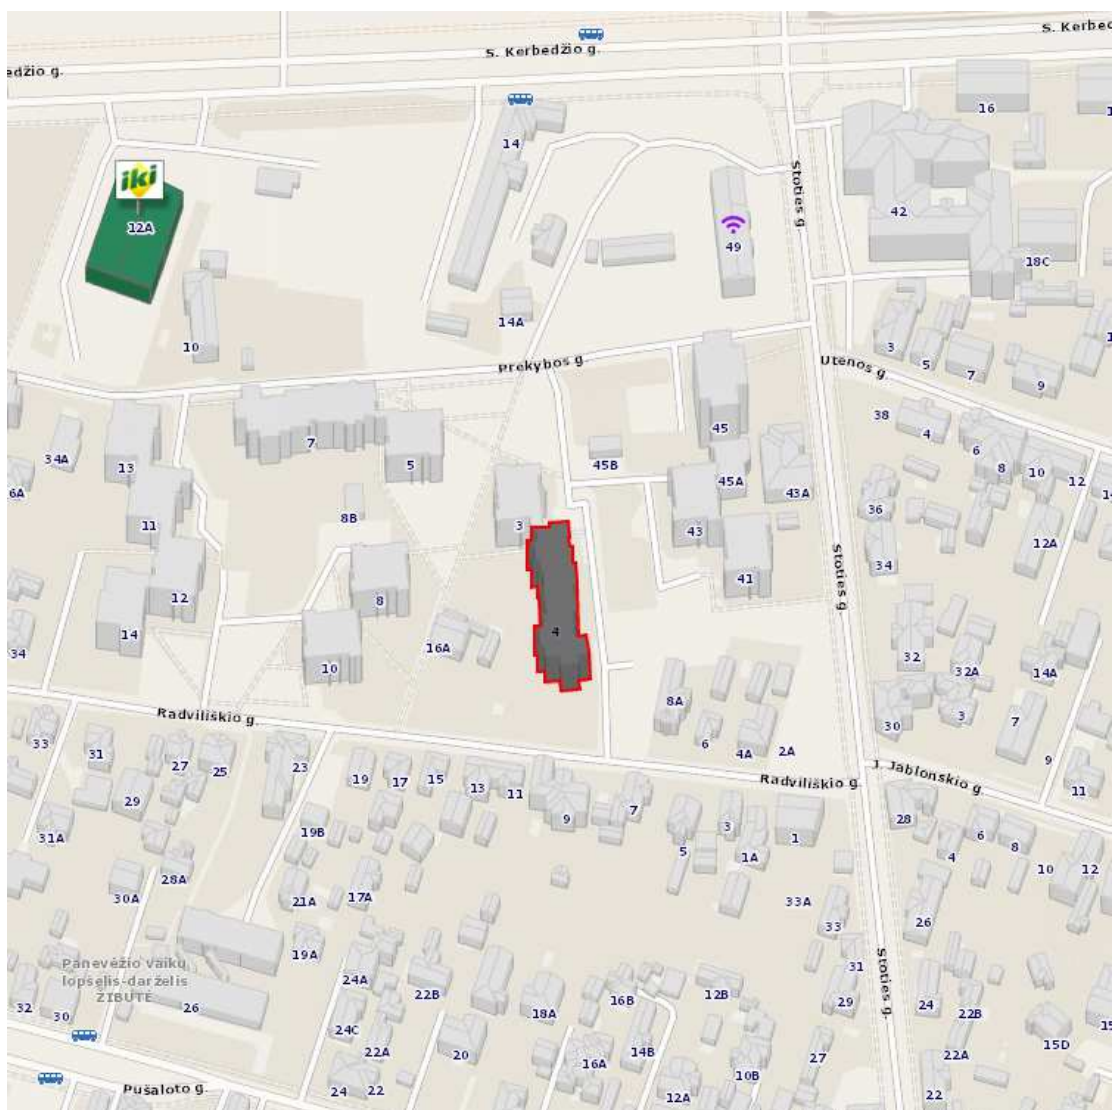 S. Kerbedžio g.
S. Kerbed
edžio g.
16
14
iki
12A
42
49
18C
Stoties g.
14A
10
3
5
7
9
Prekybos g
Utenos g.
38
4
45
7
5
34A
13
45B
6
8
10
12
6A
45A
43A
8B
11
3
43
36
12A
41
34
12
8
Stoties g.
4
14
16A
34
10
32
32A
14A
8A
3
30
7
6
4A
2A
Radviliškio g.
33
31
27
25
23
9
19
17
15
13
11
Radviliškio g.
J. Jablonskio g.
11
29
7
9
28
31A
19B
5
3
1
6
8
1A
4
28A
10
12
30A
21A
17A
33A
26
33
19A
Panevėžio vaikų
lopšelis-darželis
ŽIBUTĖ
31
Stoties g.
24A
22B
12B
32
30
26
16B
29
24
18A
22B
24C
22A
20
14B
15D
16A
27
22A
10B
Pušaloto g.
24
22
12A
22